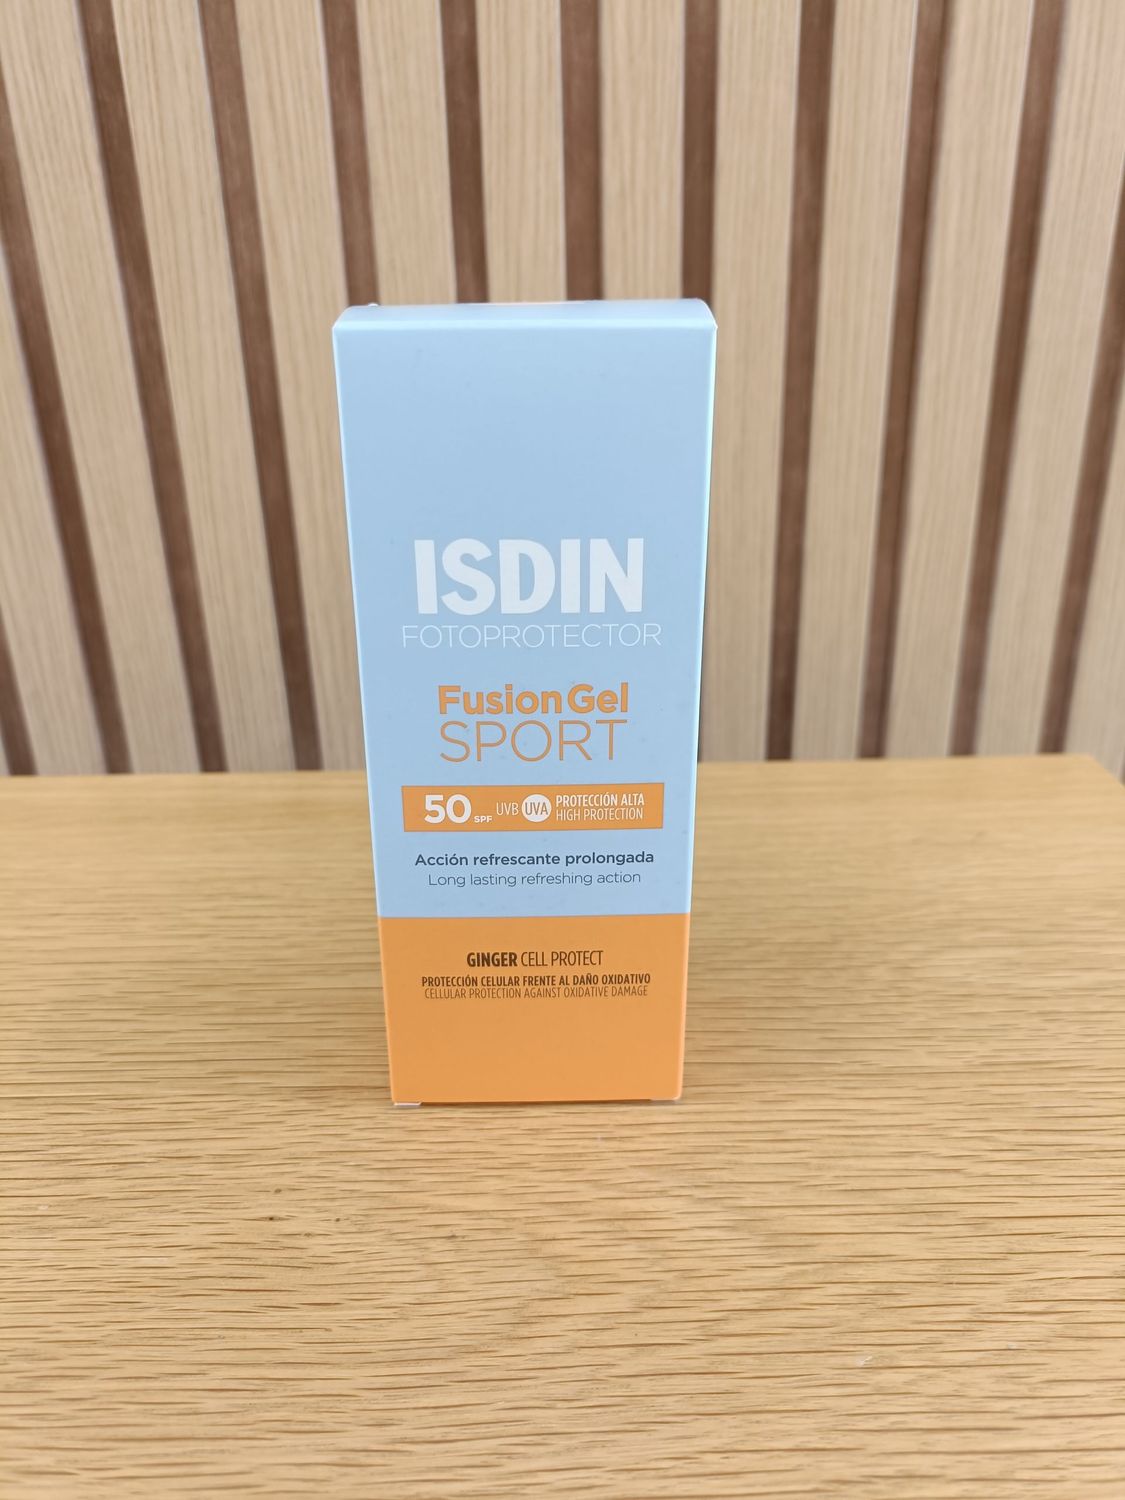 ISDIN
FOTOPROTECTOR
Fusion Gel
SPORT
50 SPF UVB UVA PROTECCIÓN ALTA
HIGH PROTECTION
Acción refrescante prolongada
Long lasting refreshing action
GINGER CELL PROTECT
PROTECCIÓN CELULAR FRENTE AL DAÑO OXIDATIVO
CELLULAR PROTECTION AGAINST OXIDATIVE DAMAGE